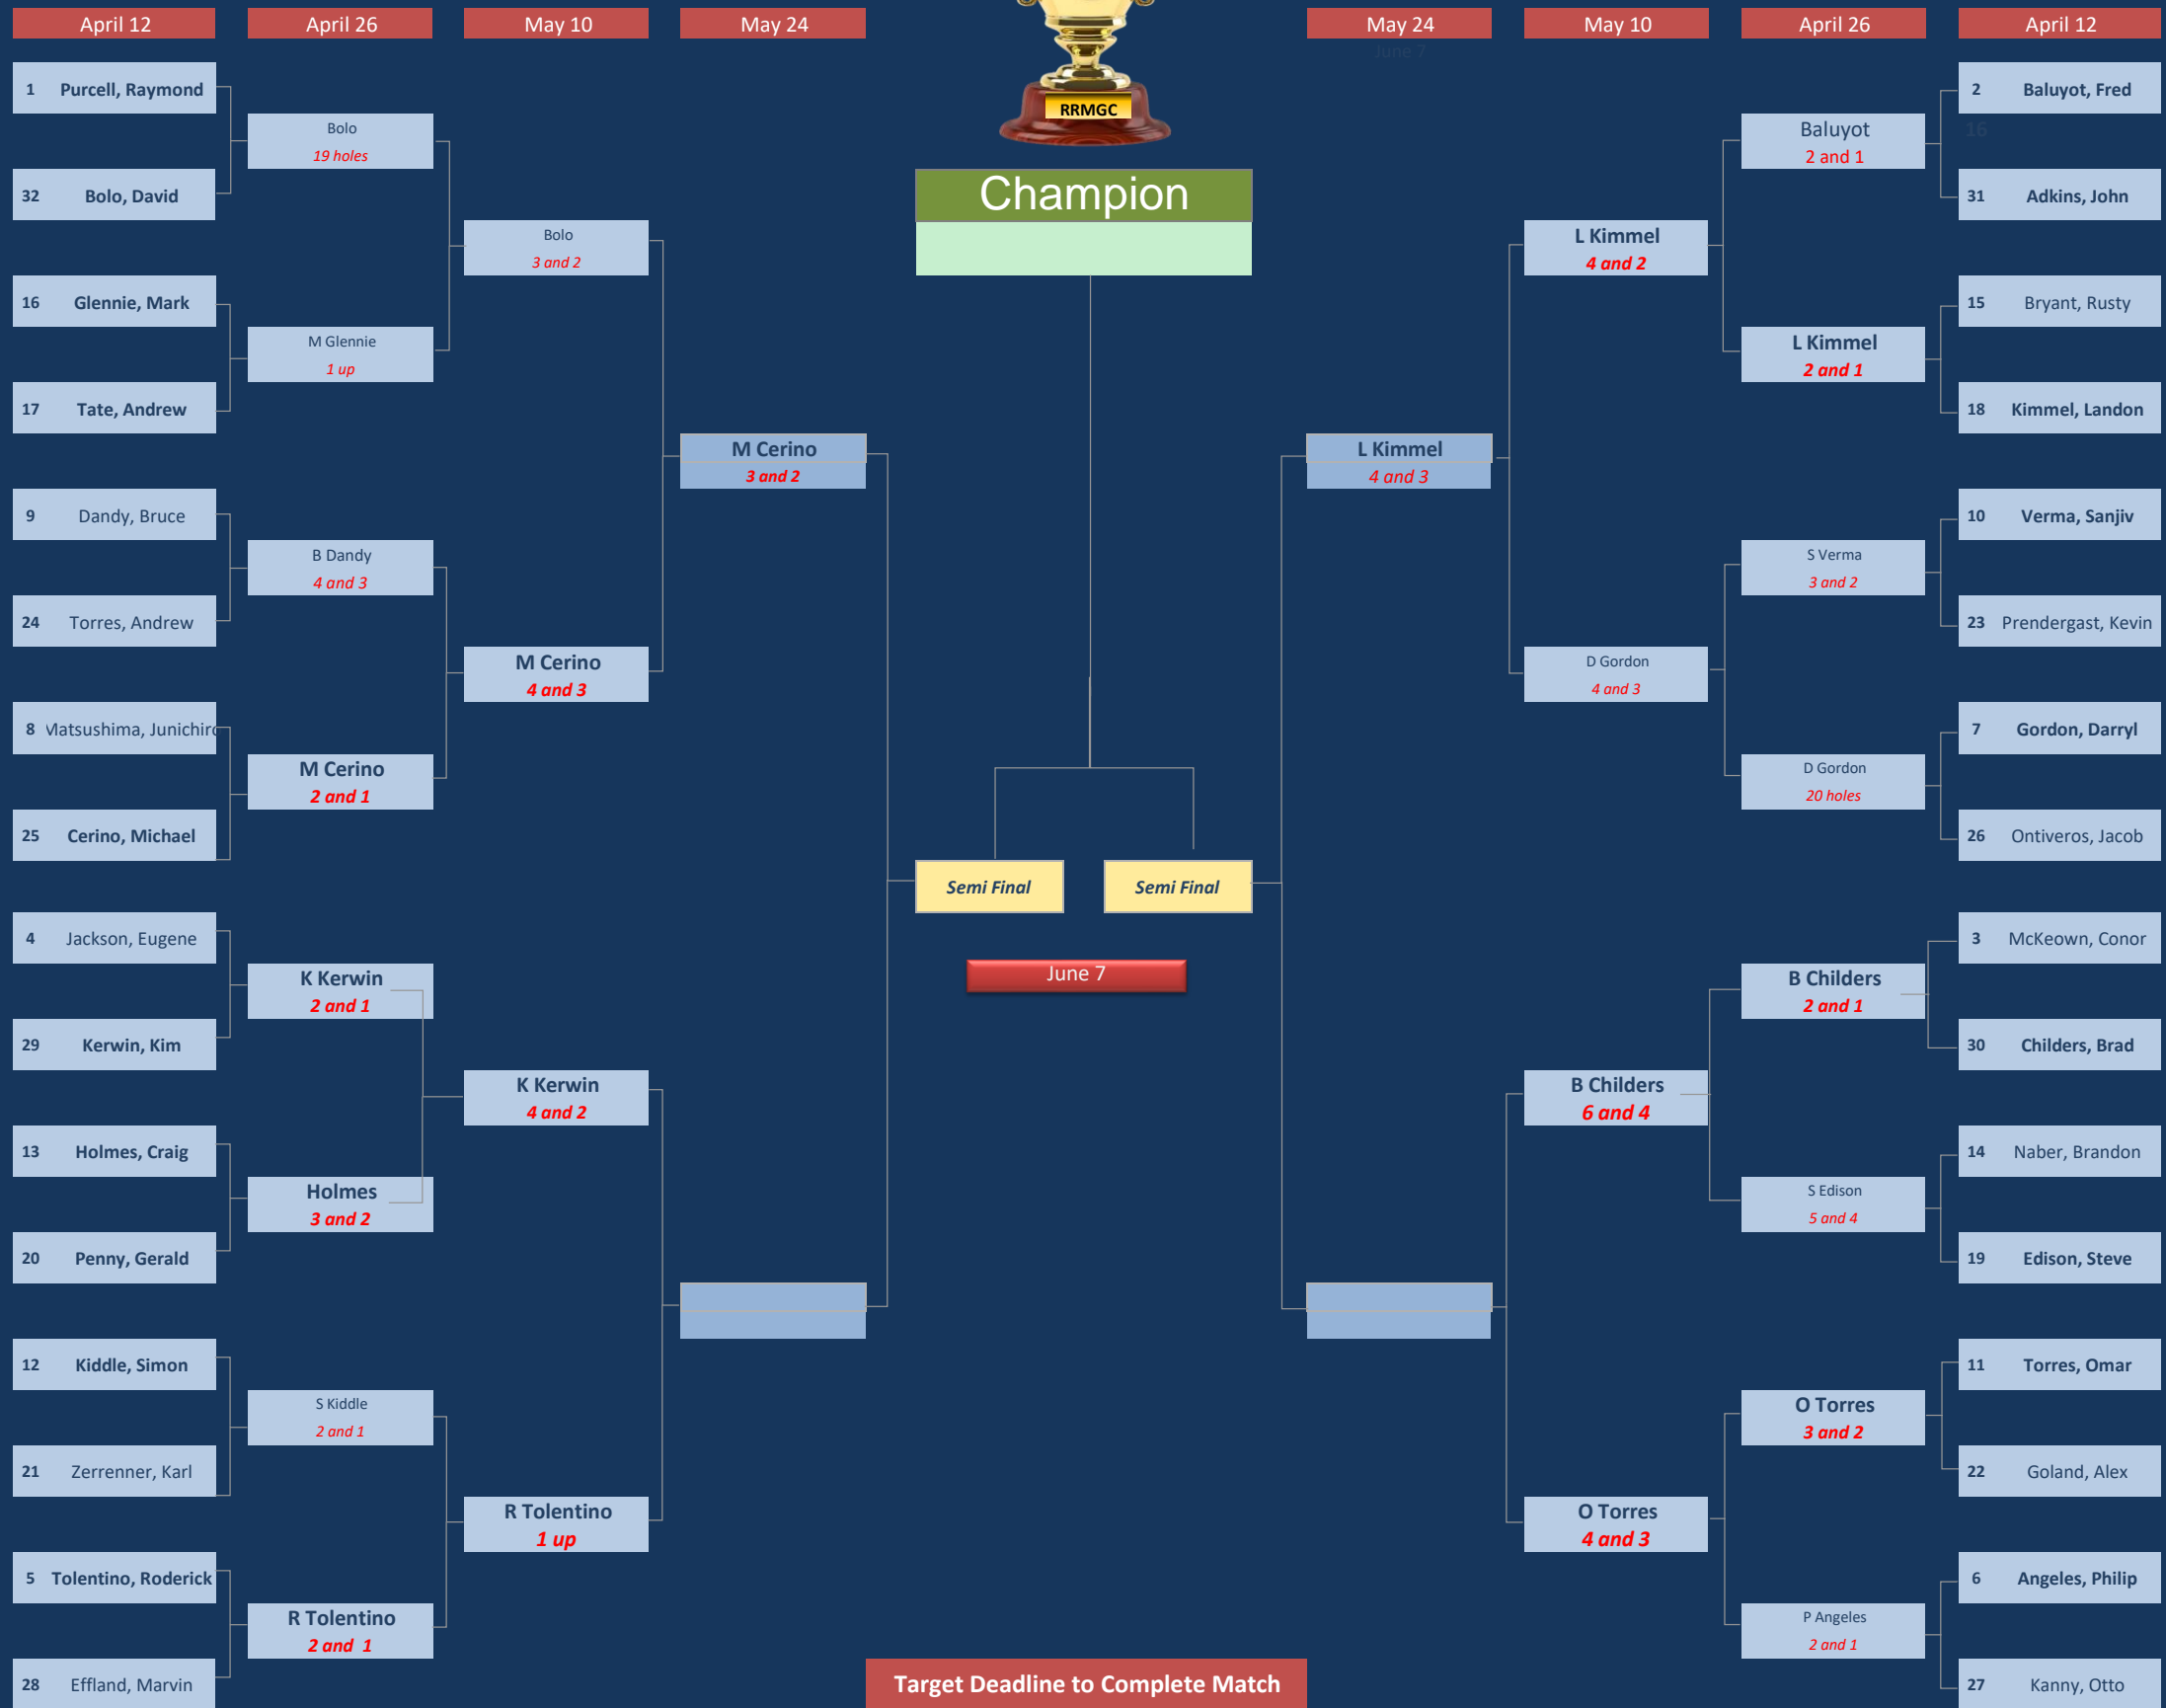 April 12
April 26
May 10
May 24
May 24
May 10
April 26
April 12
June 7
RRMGC
1 Purcell, Raymond
32 Bolo, David
16 Glennie, Mark
17 Tate, Andrew
9 Dandy, Bruce
24 Torres, Andrew
8 Matsushima, Junichiro
25 Cerino, Michael
4 Jackson, Eugene
29 Kerwin, Kim
13 Holmes, Craig
20 Penny, Gerald
12 Kiddle, Simon
21 Zerrenner, Karl
5 Tolentino, Roderick
28 Effland, Marvin
Bolo
19 holes
M Glennie
1 up
B Dandy
4 and 3
M Cerino
2 and 1
K Kerwin
2 and 1
Holmes
3 and 2
S Kiddle
2 and 1
R Tolentino
2 and 1
Bolo
3 and 2
M Cerino
4 and 3
K Kerwin
4 and 2
R Tolentino
1 up
M Cerino
3 and 2
Champion
Semi Final
Semi Final
June 7
Target Deadline to Complete Match
L Kimmel
4 and 3
L Kimmel
4 and 2
D Gordon
4 and 3
B Childers
6 and 4
O Torres
4 and 3
Baluyot
2 and 1
L Kimmel
2 and 1
S Verma
3 and 2
D Gordon
20 holes
B Childers
2 and 1
S Edison
5 and 4
O Torres
3 and 2
P Angeles
2 and 1
2 Baluyot, Fred
16
31 Adkins, John
15 Bryant, Rusty
18 Kimmel, Landon
10 Verma, Sanjiv
23 Prendergast, Kevin
7 Gordon, Darryl
26 Ontiveros, Jacob
3 McKeown, Conor
30 Childers, Brad
14 Naber, Brandon
19 Edison, Steve
11 Torres, Omar
22 Goland, Alex
6 Angeles, Philip
27 Kanny, Otto